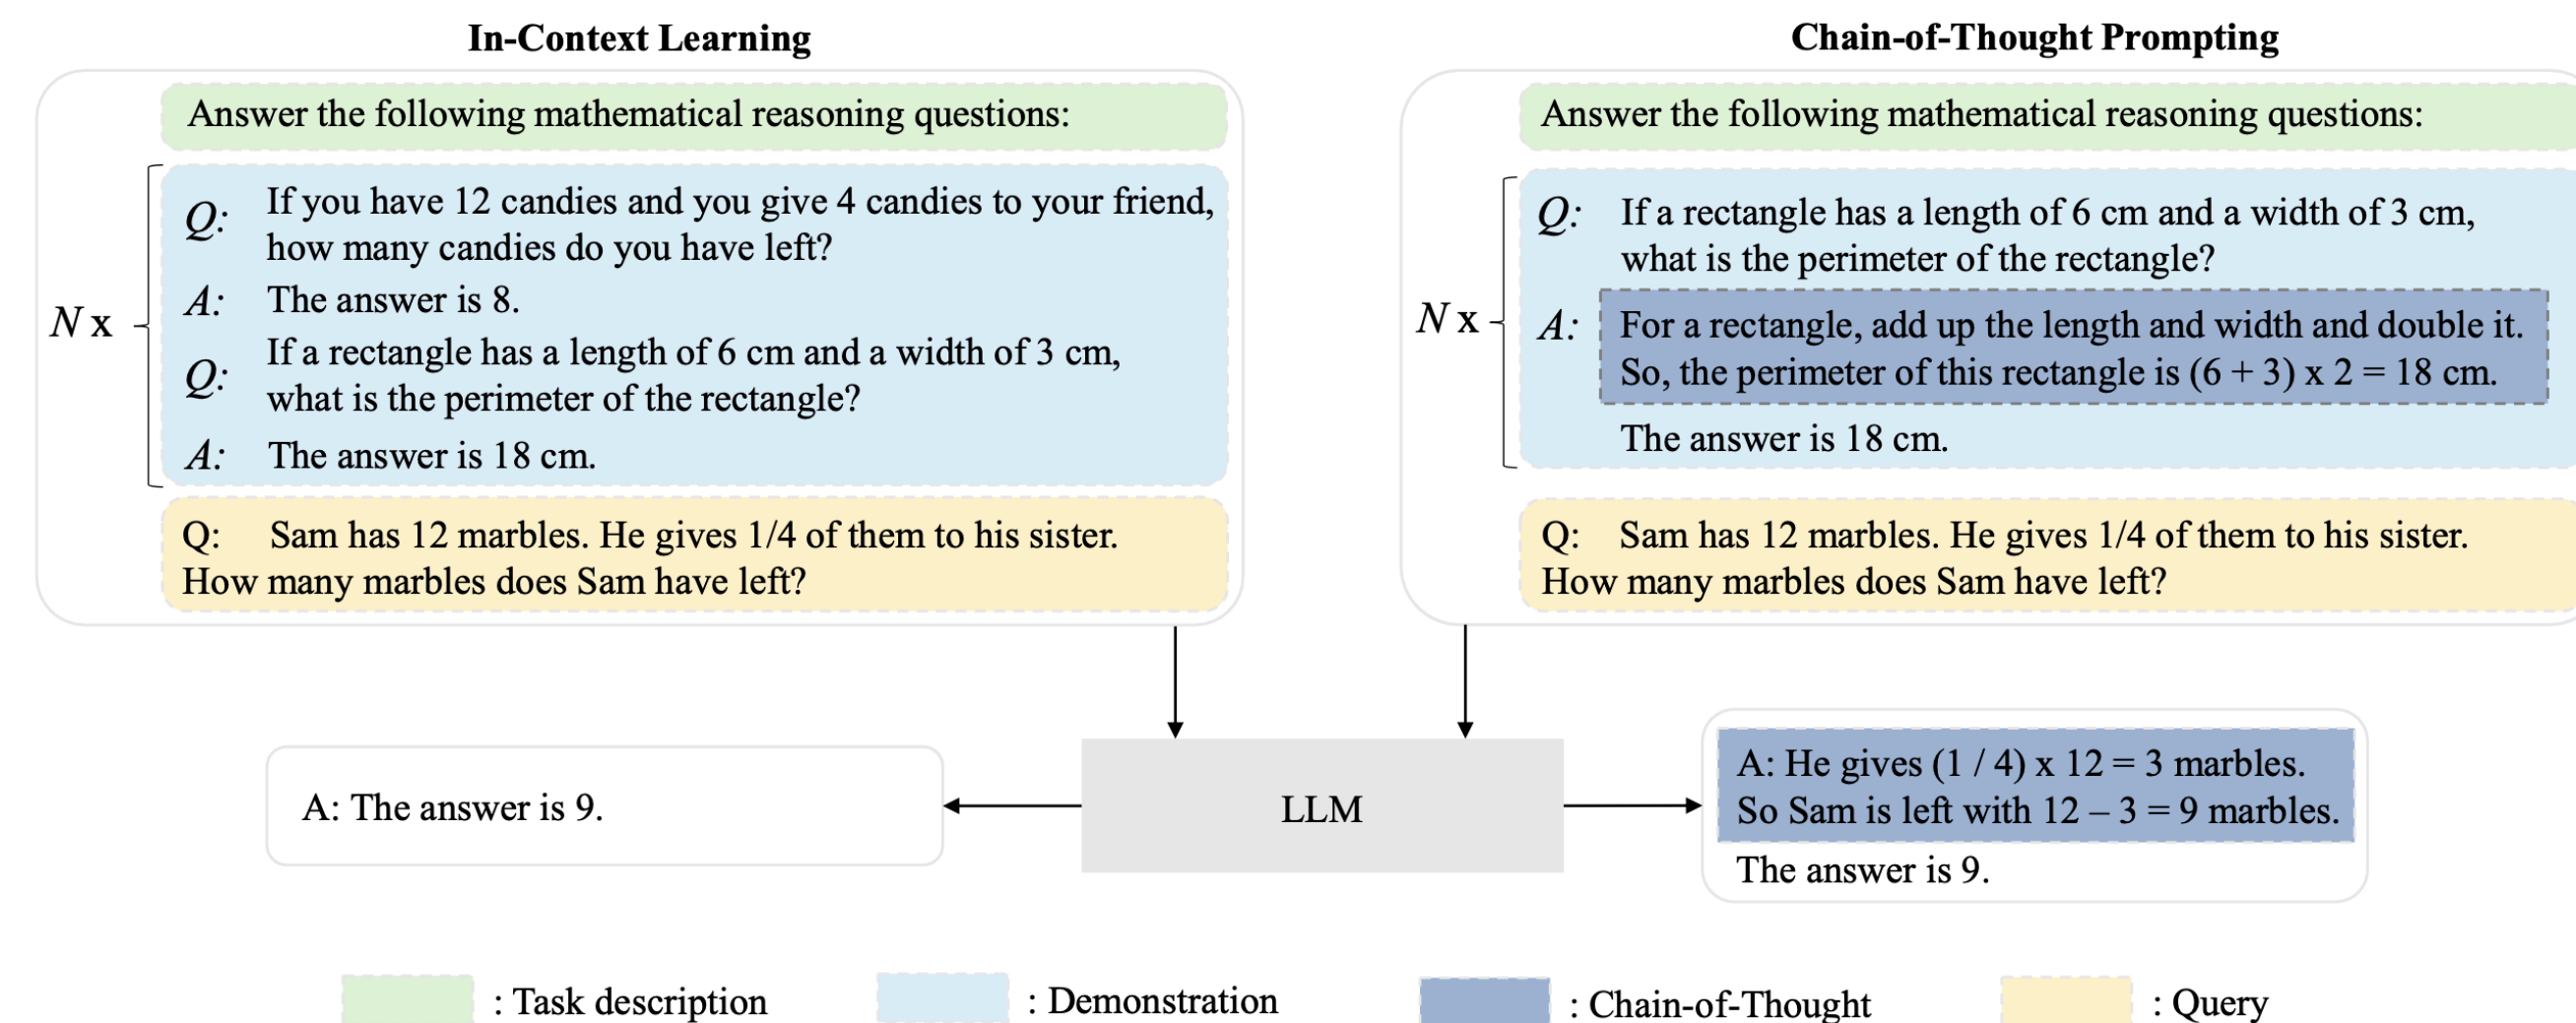 In-Context Learning
Answer the following mathematical reasoning questions:
N x
Q: If you have 12 candies and you give 4 candies to your friend,
how many candies do you have left?
A: The answer is 8.
Q: If a rectangle has a length of 6 cm and a width of 3 cm,
what is the perimeter of the rectangle?
A: The answer is 18 cm.
Q: Sam has 12 marbles. He gives 1/4 of them to his sister.
How many marbles does Sam have left?
Chain-of-Thought Prompting
Answer the following mathematical reasoning questions:
N x
Q: If a rectangle has a length of 6 cm and a width of 3 cm,
what is the perimeter of the rectangle?
A: For a rectangle, add up the length and width and double it.
So, the perimeter of this rectangle is (6 + 3) x 2 = 18 cm.
The answer is 18 cm.
Q: Sam has 12 marbles. He gives 1/4 of them to his sister.
How many marbles does Sam have left?
A: The answer is 9.
LLM
A: He gives (1 / 4) x 12 = 3 marbles.
So Sam is left with 12 – 3 = 9 marbles.
The answer is 9.
: Task description
: Demonstration
: Chain-of-Thought
: Query